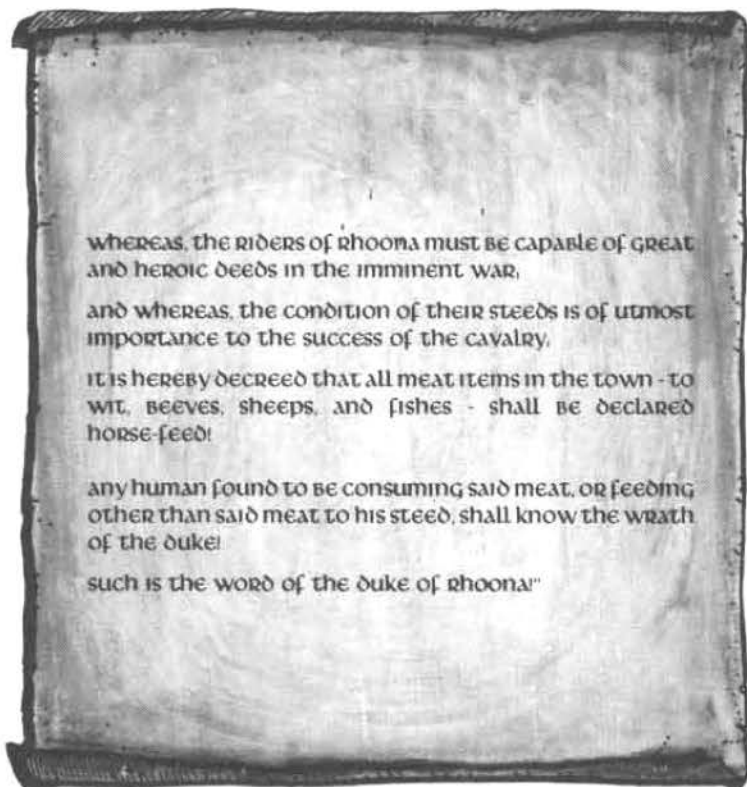 whereas, the riders of rhoona must be capable of great
and heroic deeds in the imminent war,
and whereas, the condition of their steeds is of utmost
importance to the success of the cavalry,
it is hereby decreed that all meat items in the town - to
wit, beeves, sheeps, and fishes - shall be declared
horse-feed!
any human found to be consuming said meat, or feeding
other than said meat to his steed, shall know the wrath
of the duke!
such is the word of the duke of rhoona!"